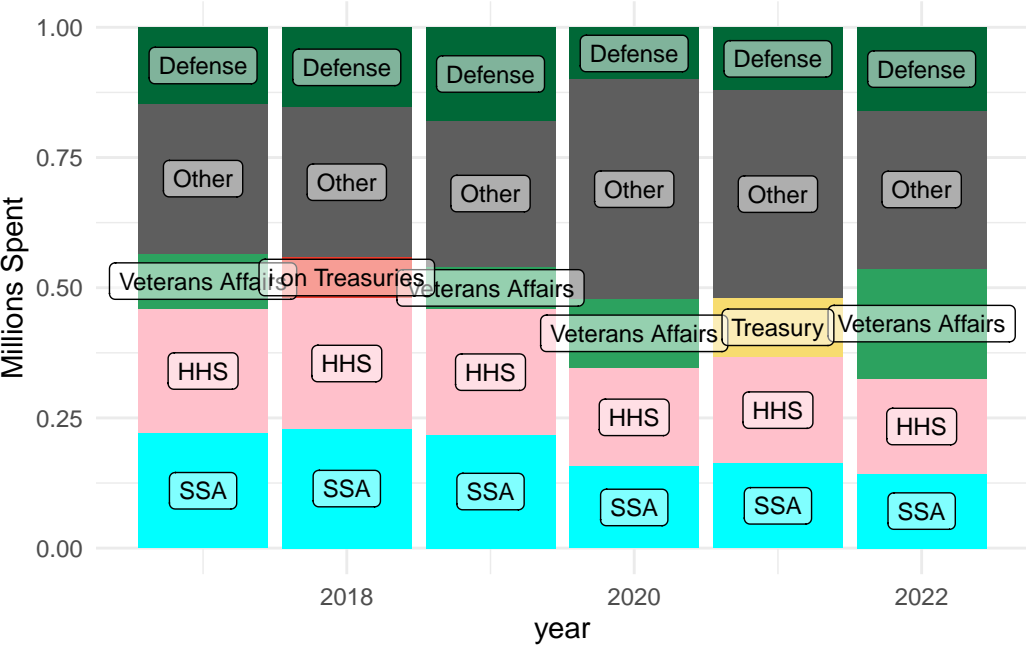 1.00
0.75
0.50
0.25
0.00
Millions Spent
Defense
Other
Veterans Affairs
HHS
SSA
Defense
Other
on Treasuries
HHS
SSA
Defense
Other
Veterans Affairs
HHS
SSA
Defense
Other
Veterans Affairs
HHS
SSA
Defense
Other
Treasury
HHS
SSA
Defense
Other
Veterans Affairs
HHS
SSA
2018
2020
2022
year